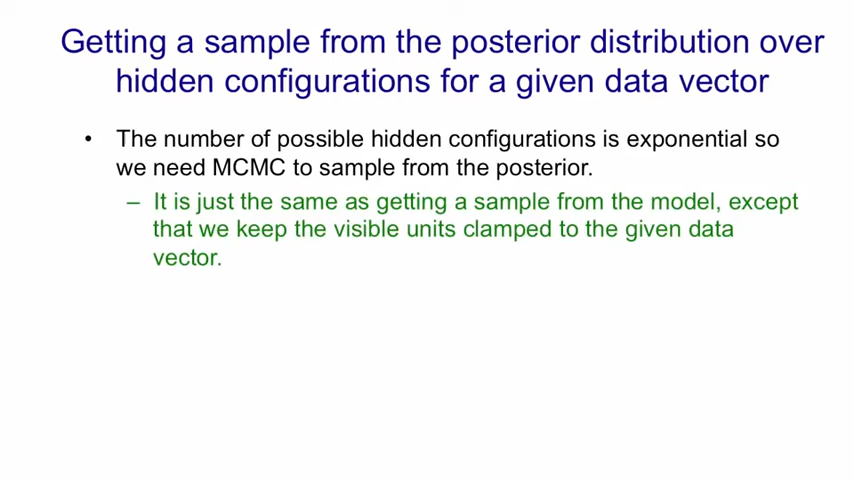 Getting a sample from the posterior distribution over
hidden configurations for a given data vector
• The number of possible hidden configurations is exponential so
we need MCMC to sample from the posterior.
– It is just the same as getting a sample from the model, except
that we keep the visible units clamped to the given data
vector.